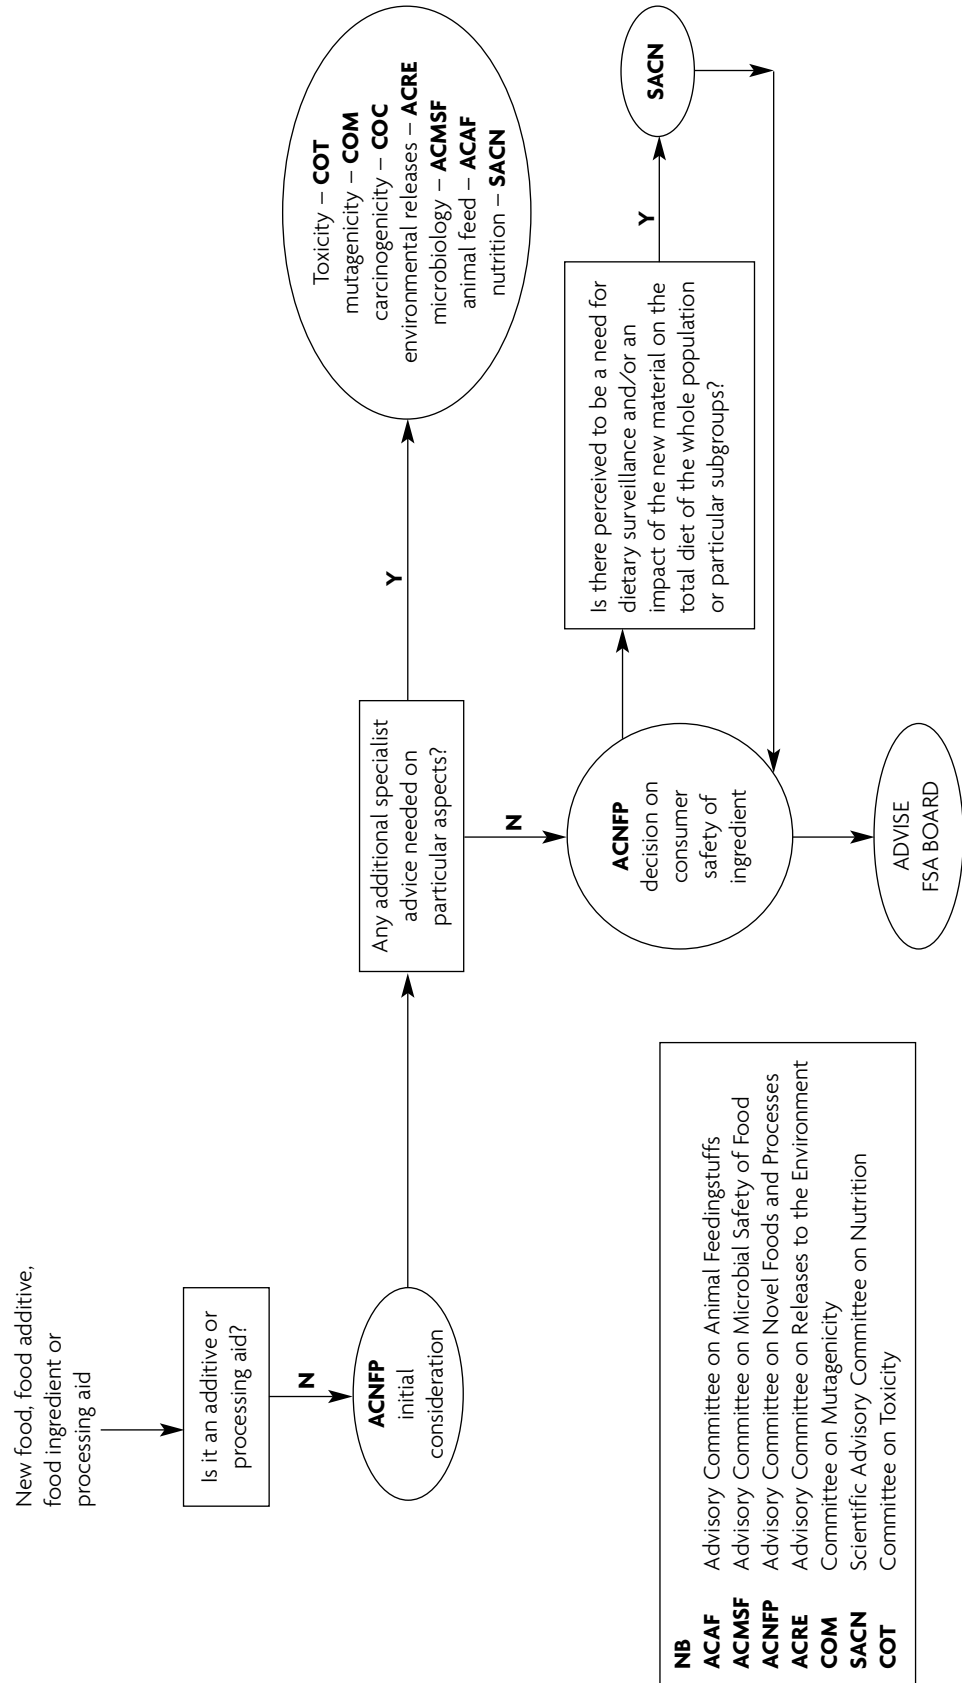 New food, food additive,
food ingredient or
processing aid
Is it an additive or
processing aid?
N
ACNFP
initial
consideration
Any additional specialist
advice needed on
particular aspects?
Y
Toxicity – COT
mutagenicity – COM
carcinogenicity – COC
environmental releases – ACRE
microbiology – ACMSF
animal feed – ACAF
nutrition – SACN
N
ACNFP
decision on
consumer
safety of
ingredient
Is there perceived to be a need for
dietary surveillance and/or an
impact of the new material on the
total diet of the whole population
or particular subgroups?
Y
SACN
ADVISE
FSA BOARD
NB
ACAF Advisory Committee on Animal Feedingstuffs
ACMSF Advisory Committee on Microbial Safety of Food
ACNFP Advisory Committee on Novel Foods and Processes
ACRE Advisory Committee on Releases to the Environment
COM Committee on Mutagenicity
SACN Scientific Advisory Committee on Nutrition
COT Committee on Toxicity